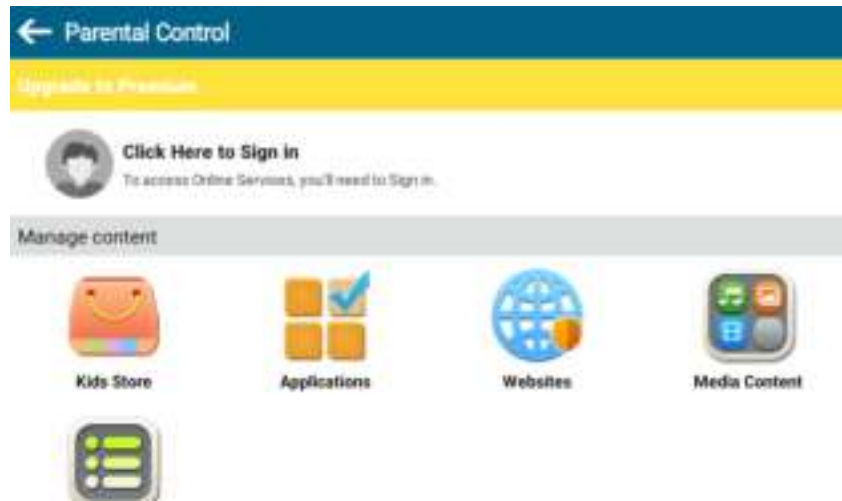 Parental Control
Upgrade to Premium
Click Here to Sign in
To access Online Services, you'll need to Sign in.
Manage content
Kids Store
Applications
Websites
Media Content